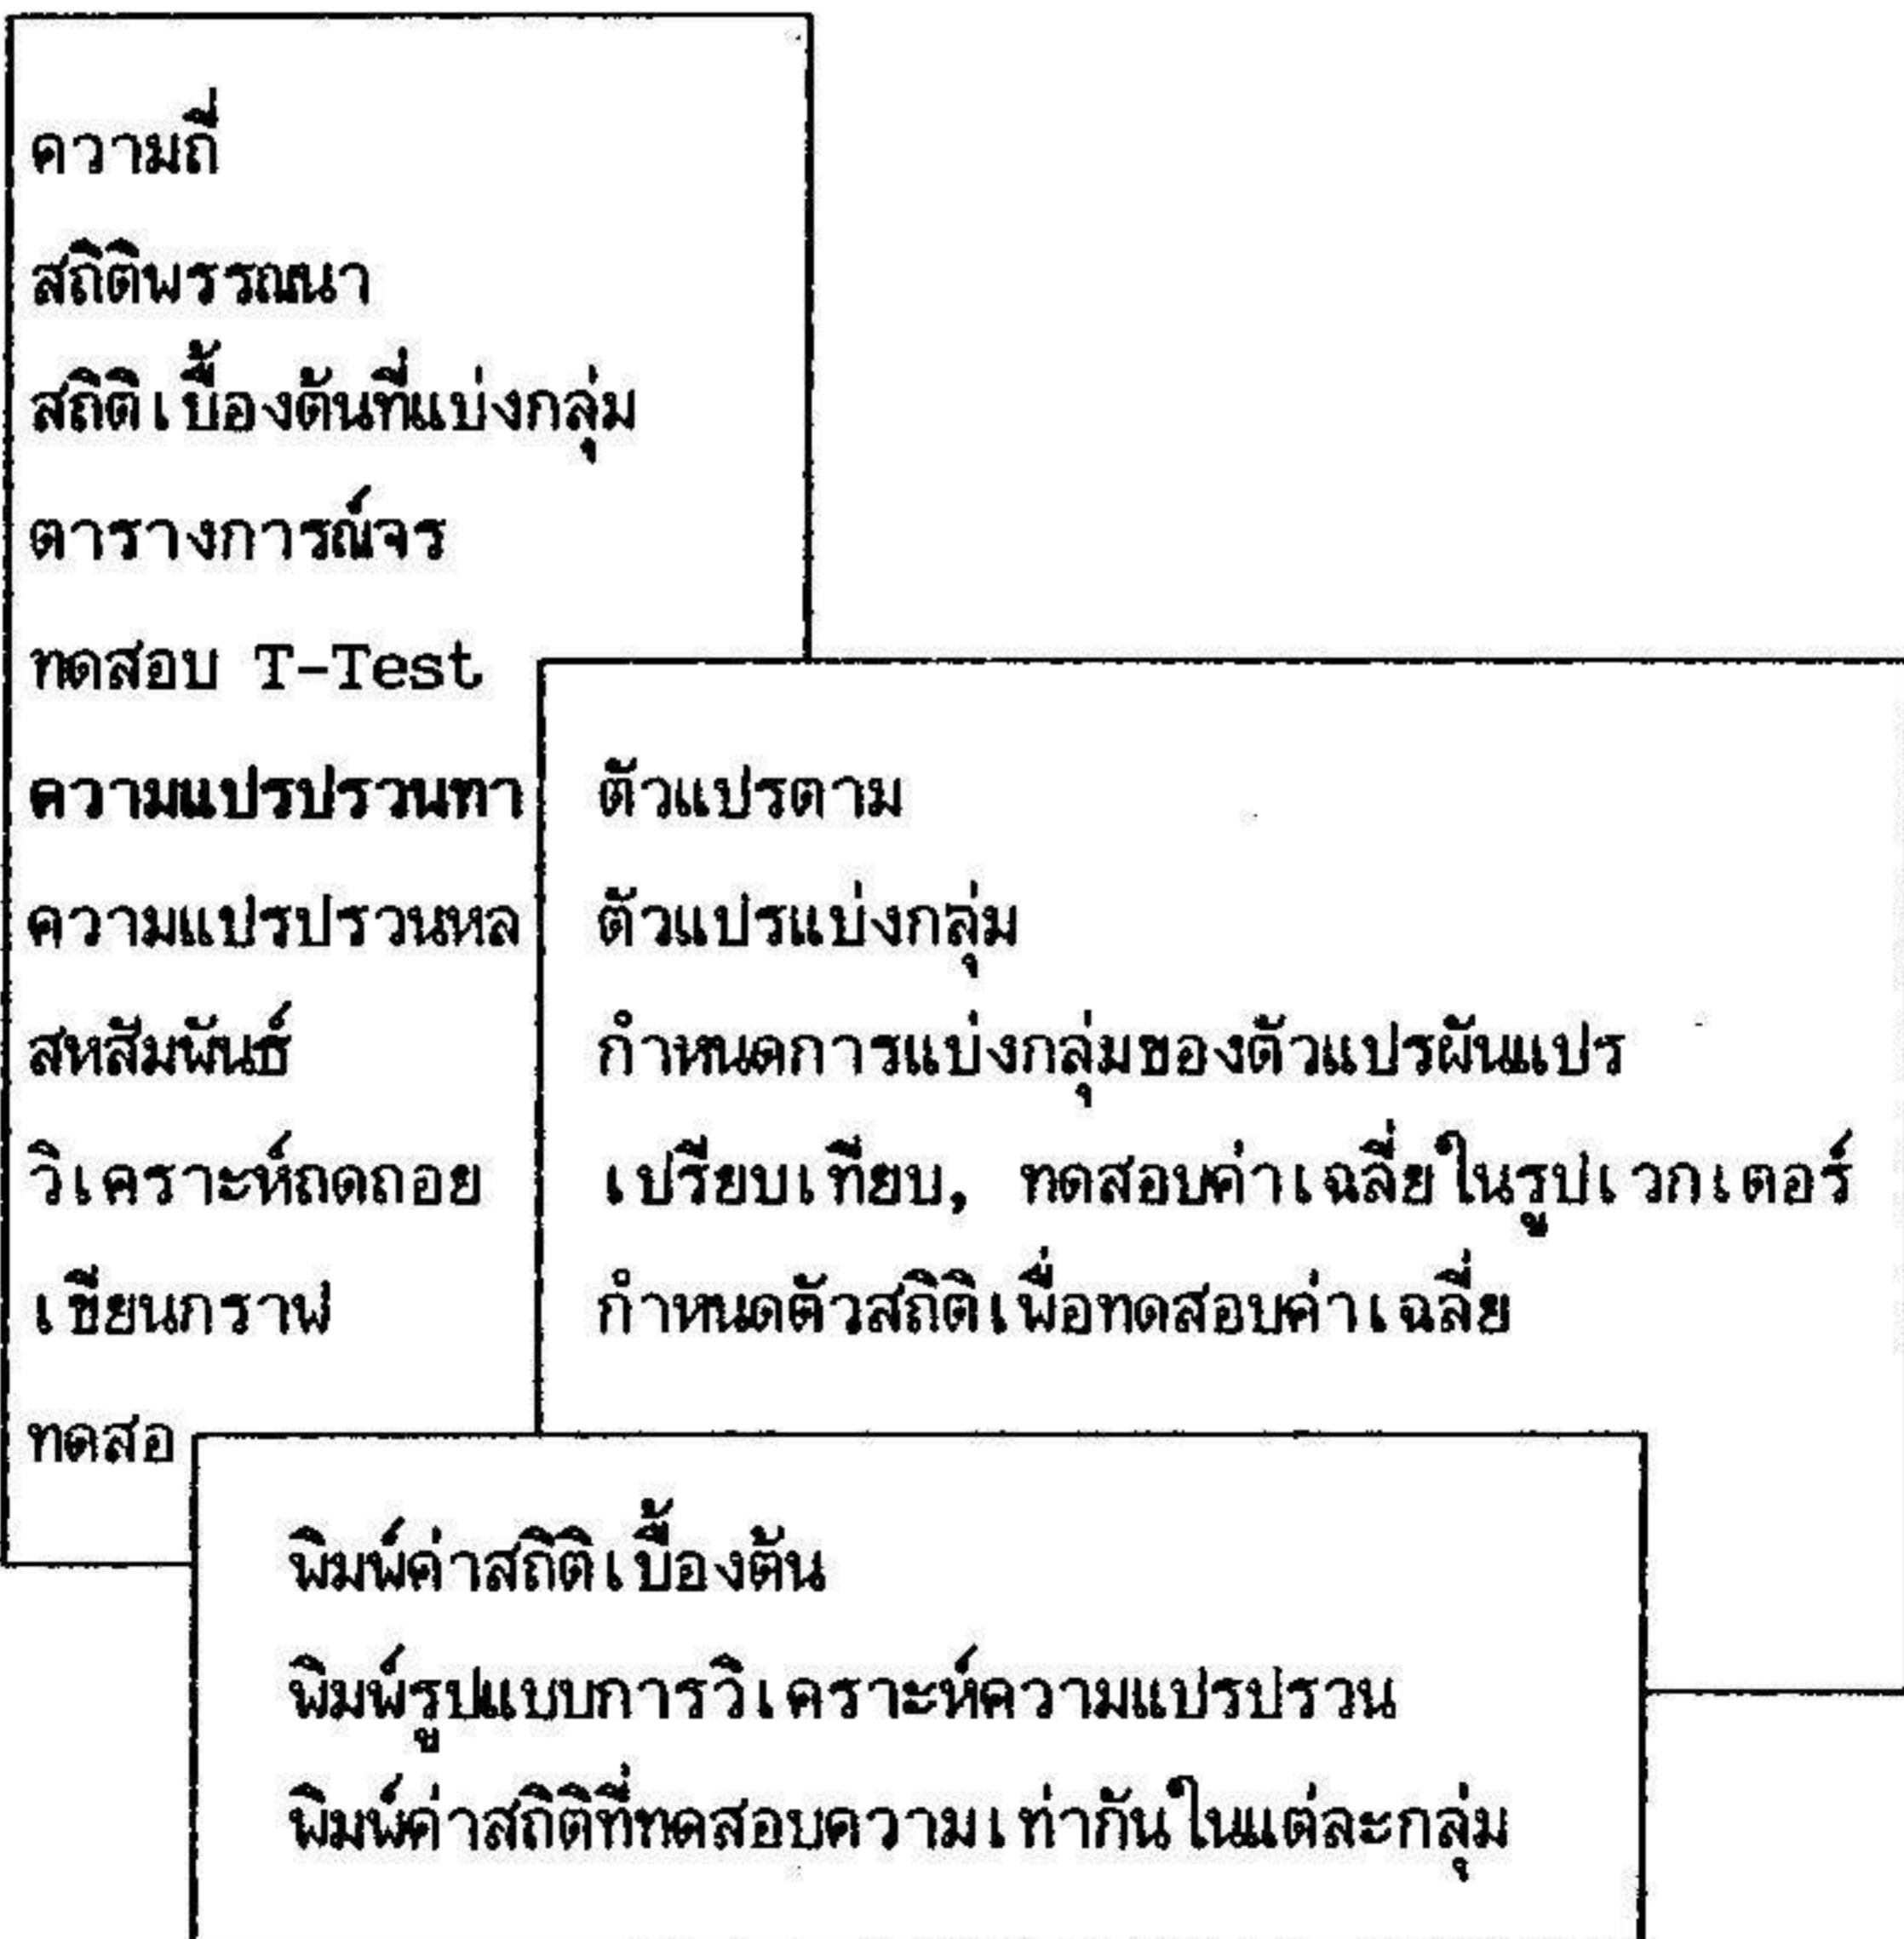 ความถี่
สถิติพรรณนา
สถิติเบื้องต้นที่แบ่งกลุ่ม
ตารางการณ์จร
ทดสอบ T-Test
ความแปรปรวนทา
ความแปรปรวนหล
สหสัมพันธ์
วิเคราะห์ถดถอย
เขียนกราฟ
ทดสอ
ตัวแปรตาม
ตัวแปรแบ่งกลุ่ม
กำหนดการแบ่งกลุ่มของตัวแปรผันแปร
เปรียบเทียบ, ทดสอบค่าเฉลี่ยในรูปเวกเตอร์
กำหนดตัวสถิติเพื่อทดสอบค่าเฉลี่ย
พิมพ์ค่าสถิติเบื้องต้น
พิมพ์รูปแบบการวิเคราะห์ความแปรปรวน
พิมพ์ค่าสถิติที่ทดสอบความเท่ากันในแต่ละกลุ่ม